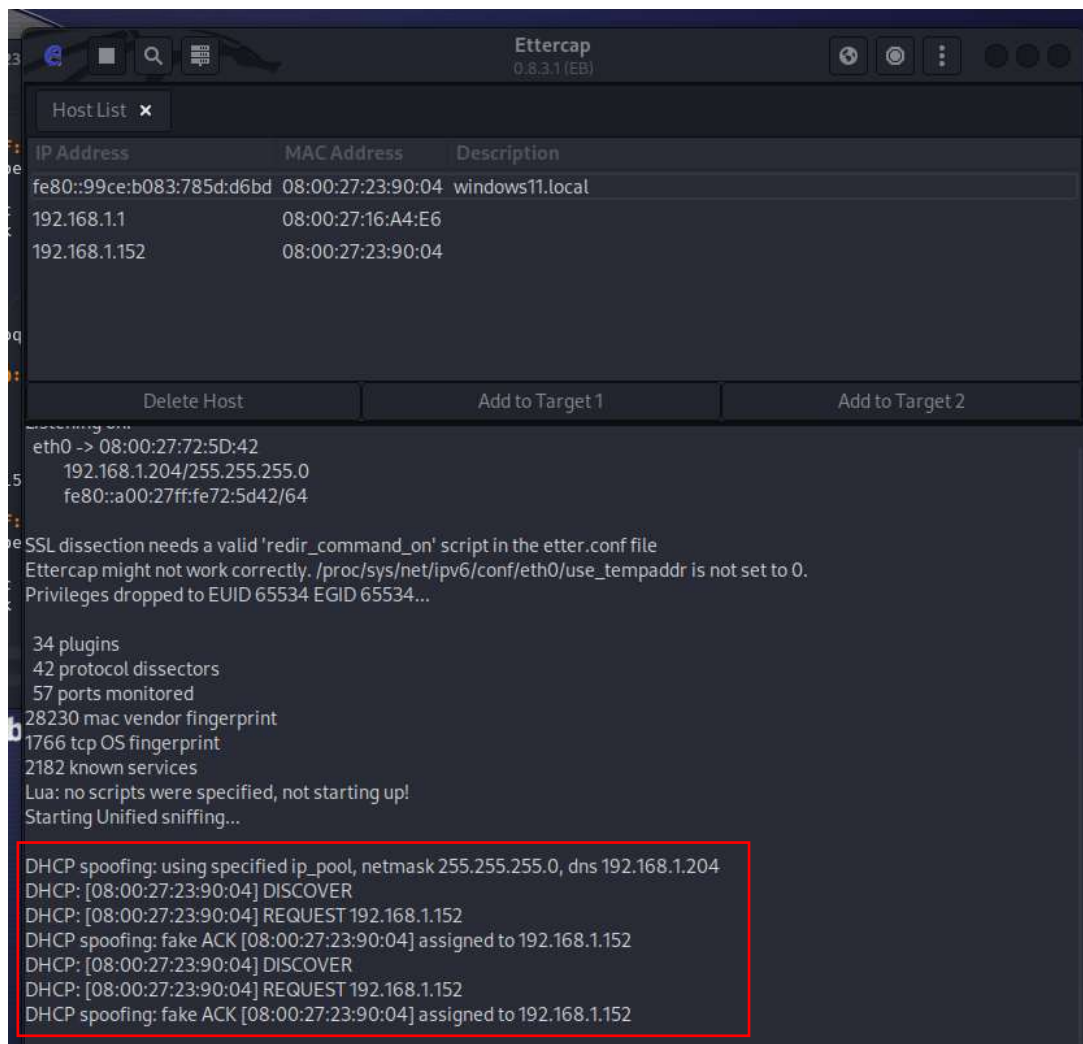 Ettercap
0.8.3.1 (EB)
Host List ×
IP Address MAC Address Description
fe80::99ce:b083:785d:d6bd 08:00:27:23:90:04 windows11.local
192.168.1.1 08:00:27:16:A4:E6
192.168.1.152 08:00:27:23:90:04
Delete Host Add to Target 1 Add to Target 2
eth0 -> 08:00:27:72:5D:42
192.168.1.204/255.255.255.0
fe80::a00:27ff:fe72:5d42/64
SSL dissection needs a valid 'redir_command_on' script in the etter.conf file
Ettercap might not work correctly. /proc/sys/net/ipv6/conf/eth0/use_tempaddr is not set to 0.
Privileges dropped to EUID 65534 EGID 65534...
34 plugins
42 protocol dissectors
57 ports monitored
28230 mac vendor fingerprint
1766 tcp OS fingerprint
2182 known services
Lua: no scripts were specified, not starting up!
Starting Unified sniffing...
DHCP spoofing: using specified ip_pool, netmask 255.255.255.0, dns 192.168.1.204
DHCP: [08:00:27:23:90:04] DISCOVER
DHCP: [08:00:27:23:90:04] REQUEST 192.168.1.152
DHCP spoofing: fake ACK [08:00:27:23:90:04] assigned to 192.168.1.152
DHCP: [08:00:27:23:90:04] DISCOVER
DHCP: [08:00:27:23:90:04] REQUEST 192.168.1.152
DHCP spoofing: fake ACK [08:00:27:23:90:04] assigned to 192.168.1.152